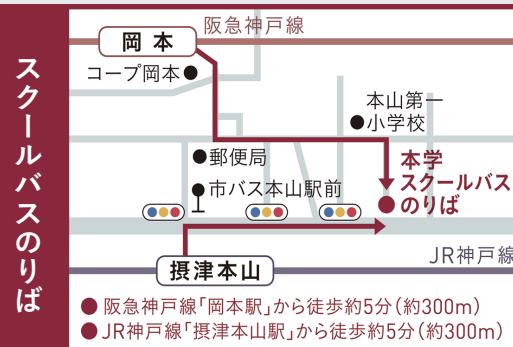 スクールバスのりば
阪急神戸線
岡本
コープ岡本
本山第一
小学校
郵便局
本学
スクールバス
のりば
市バス本山駅前
JR神戸線
摂津本山
阪急神戸線「岡本駅」から徒歩約5分(約300m)
JR神戸線「摂津本山駅」から徒歩約5分(約300m)